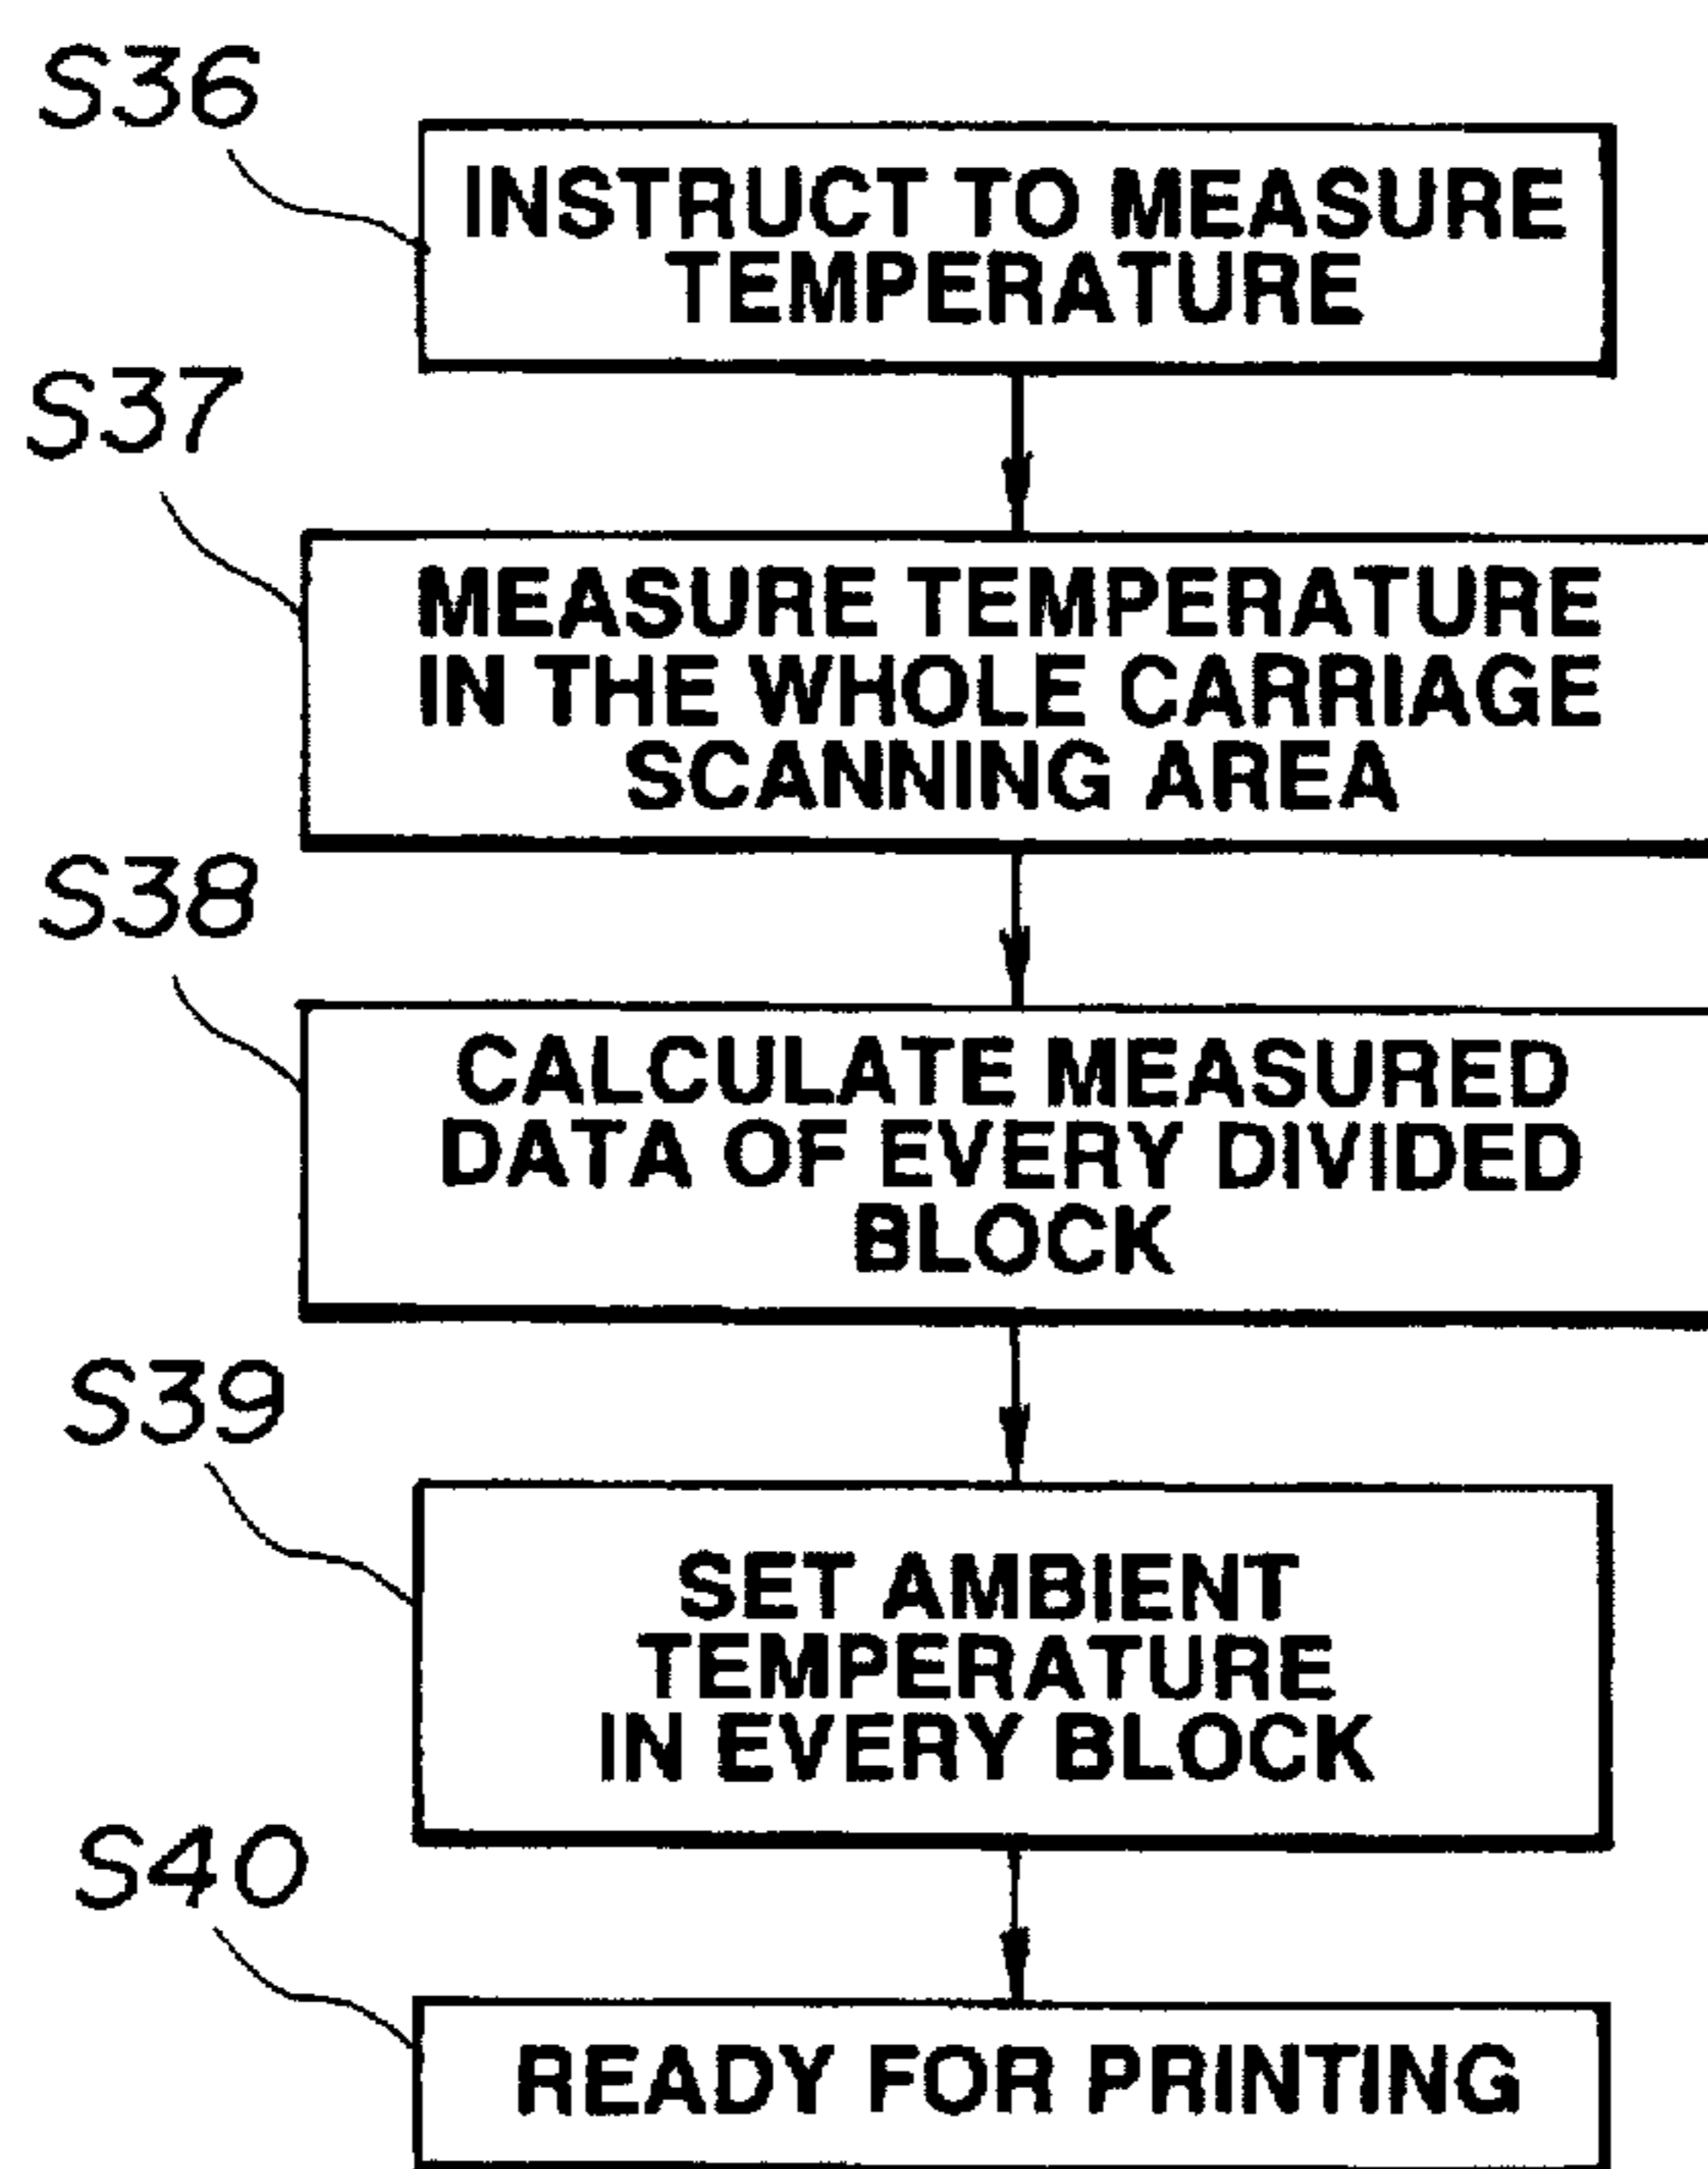 S36
INSTRUCT TO MEASURE
TEMPERATURE
S37
MEASURE TEMPERATURE
IN THE WHOLE CARRIAGE
SCANNING AREA
S38
CALCULATE MEASURED
DATA OF EVERY DIVIDED
BLOCK
S39
SET AMBIENT
TEMPERATURE
IN EVERY BLOCK
S40
READY FOR PRINTING